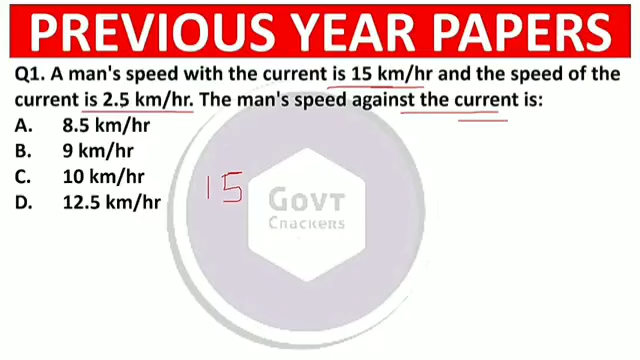 PREVIOUS YEAR PAPERS
Q1. A man's speed with the current is 15 km/hr and the speed of the
current is 2.5 km/hr. The man's speed against the current is:
A. 8.5 km/hr
B. 9 km/hr
C. 10 km/hr
D. 12.5 km/hr
15
GOVT
CRACKERS